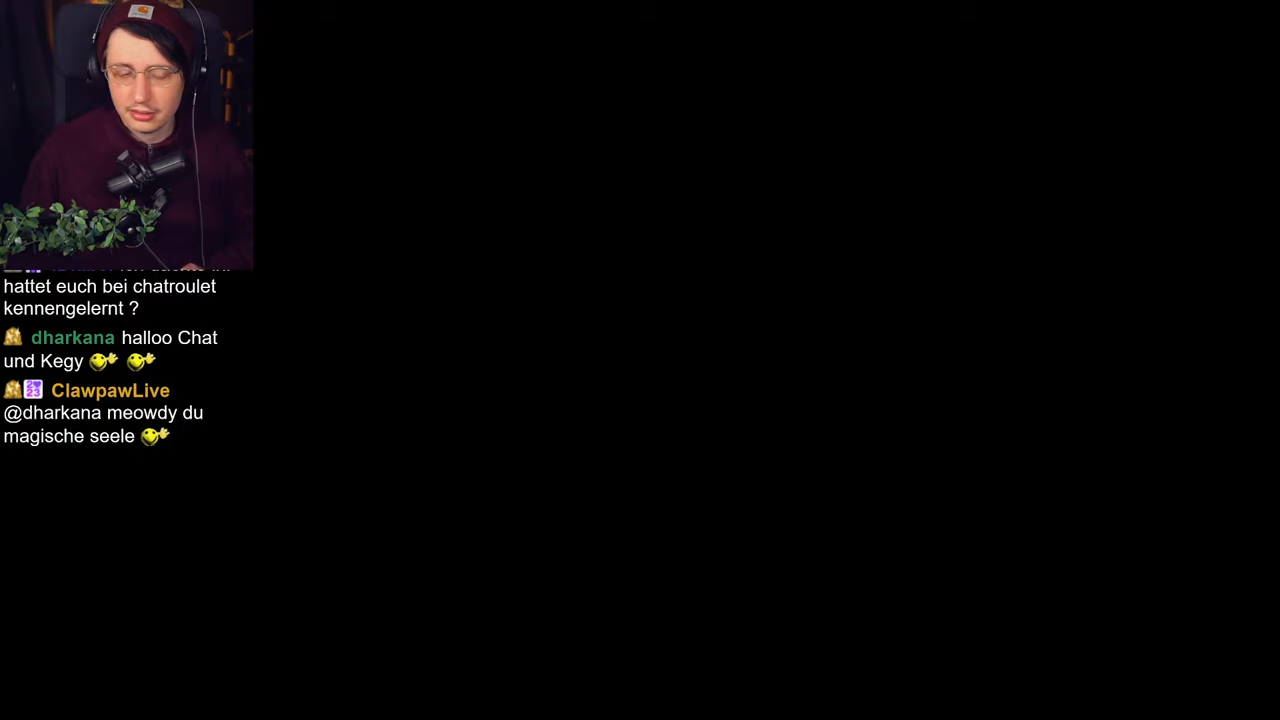 hattet euch bei chatroulet
kennengelernt ?
dharkana halloo Chat
und Kegy
ClawpawLive
@dharkana meowdy du
magische seele